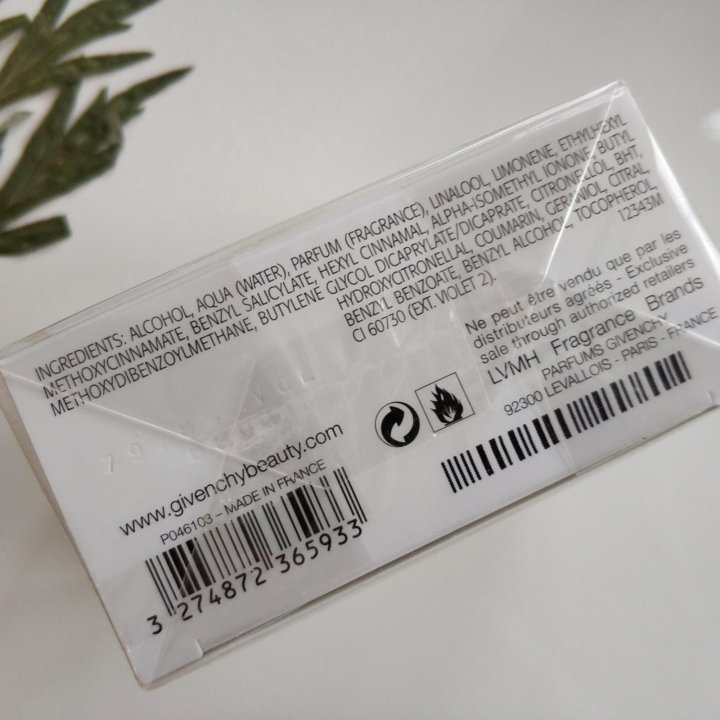 INGREDIENTS: ALCOHOL, AQUA (WATER), PARFUM (FRAGRANCE), LINALOOL, LIMONENE, ETHYLHEXYL
METHOXYCINNAMATE, BENZYL SALICYLATE, HEXYL CINNAMAL, ALPHA-ISOMETHYL IONONE, BUTYL
METHOXYDIBENZOYLMETHANE, BUTYLENE GLYCOL DICAPRYLATE/DICAPRATE, CITRONELLOL, BHT,
HYDROXYCITRONELLAL, COUMARIN, GERANIOL, CITRAL
BENZYL BENZOATE, BENZYL ALCOHOL, TOCOPHEROL,
CI 60730 (EXT. VIOLET 2).
12343M
Ne peut être vendu que par les
distributeurs agréés - Exclusive
sale through authorized retailers
LVMH Fragrance Brands
PARFUMS GIVENCHY
92300 LEVALLOIS - PARIS - FRANCE
www.givenchybeauty.com
P046103 – MADE IN FRANCE
3 274872 365933